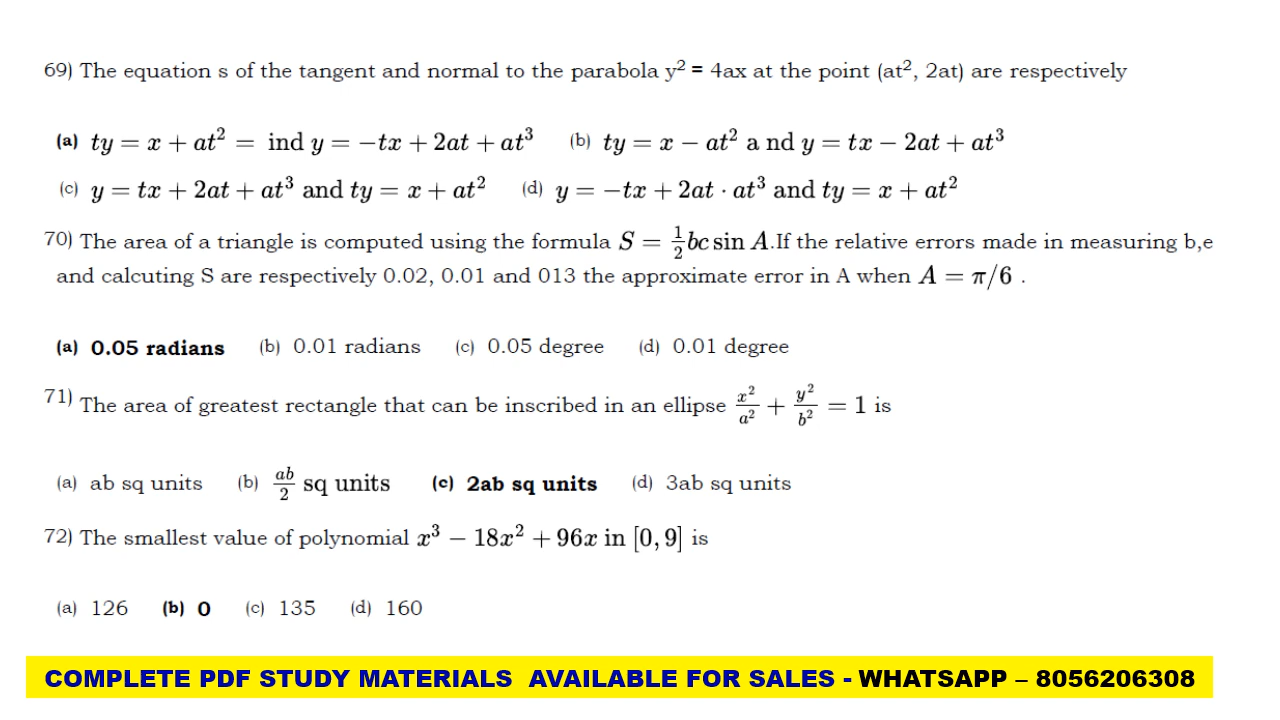 69) The equation s of the tangent and normal to the parabola y² = 4ax at the point (at², 2at) are respectively
(a) ty = x + at² = ind y = −tx + 2at + at³ (b) ty = x − at² a nd y = tx − 2at + at³
(c) y = tx + 2at + at³ and ty = x + at² (d) y = −tx + 2at · at³ and ty = x + at²
70) The area of a triangle is computed using the formula S = 1/2 bc sin A.If the relative errors made in measuring b,e
and calcuting S are respectively 0.02, 0.01 and 013 the approximate error in A when A = π/6 .
(a) 0.05 radians (b) 0.01 radians (c) 0.05 degree (d) 0.01 degree
71) The area of greatest rectangle that can be inscribed in an ellipse x²/a² + y²/b² = 1 is
(a) ab sq units (b) ab/2 sq units (c) 2ab sq units (d) 3ab sq units
72) The smallest value of polynomial x³ − 18x² + 96x in [0, 9] is
(a) 126 (b) 0 (c) 135 (d) 160
COMPLETE PDF STUDY MATERIALS AVAILABLE FOR SALES - WHATSAPP – 8056206308